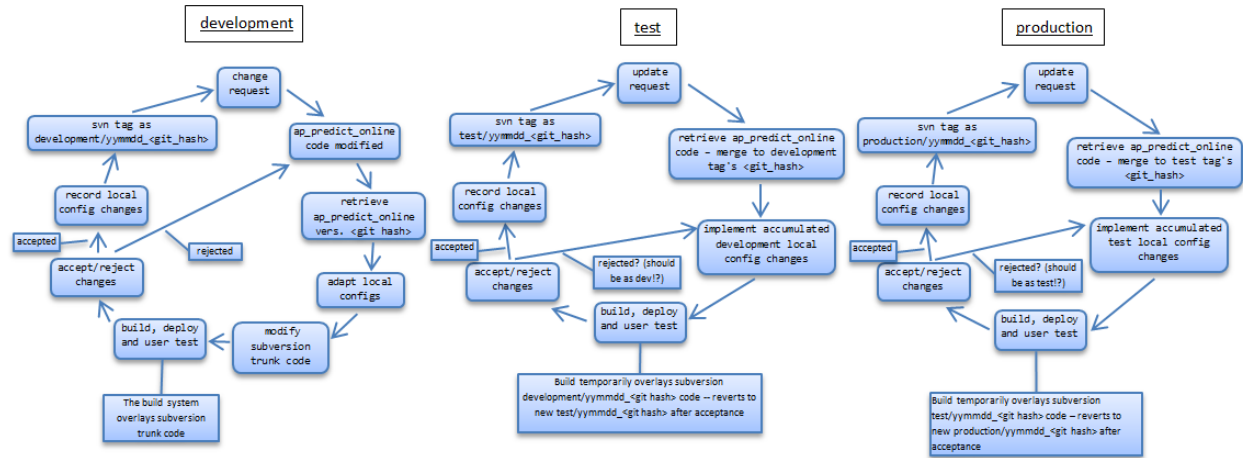 development
change
request
svn tag as
development/yymmdd_<git_hash>
ap_predict_online
code modified
record local
config changes
retrieve
ap_predict_online
vers. <git hash>
accepted
rejected
accept/reject
changes
adapt local
configs
build, deploy
and user test
modify
subversion
trunk code
The build system
overlays subversion
trunk code
test
update
request
svn tag as
test/yymmdd_<git_hash>
retrieve ap_predict_online
code – merge to development
tag's <git_hash>
record local
config changes
implement accumulated
development local
config changes
accepted
rejected? (should
be as dev!?)
accept/reject
changes
build, deploy
and user test
Build temporarily overlays subversion
development/yymmdd_<git hash> code -- reverts to
new test/yymmdd_<git hash> after acceptance
production
update
request
svn tag as
production/yymmdd_<git_hash>
retrieve ap_predict_online
code – merge to test tag's
<git_hash>
record local
config changes
implement accumulated
test local config
changes
accepted
rejected? (should
be as test!?)
accept/reject
changes
build, deploy
and user test
Build temporarily overlays subversion
test/yymmdd_<git hash> code -- reverts to
new production/yymmdd_<git hash> after
acceptance